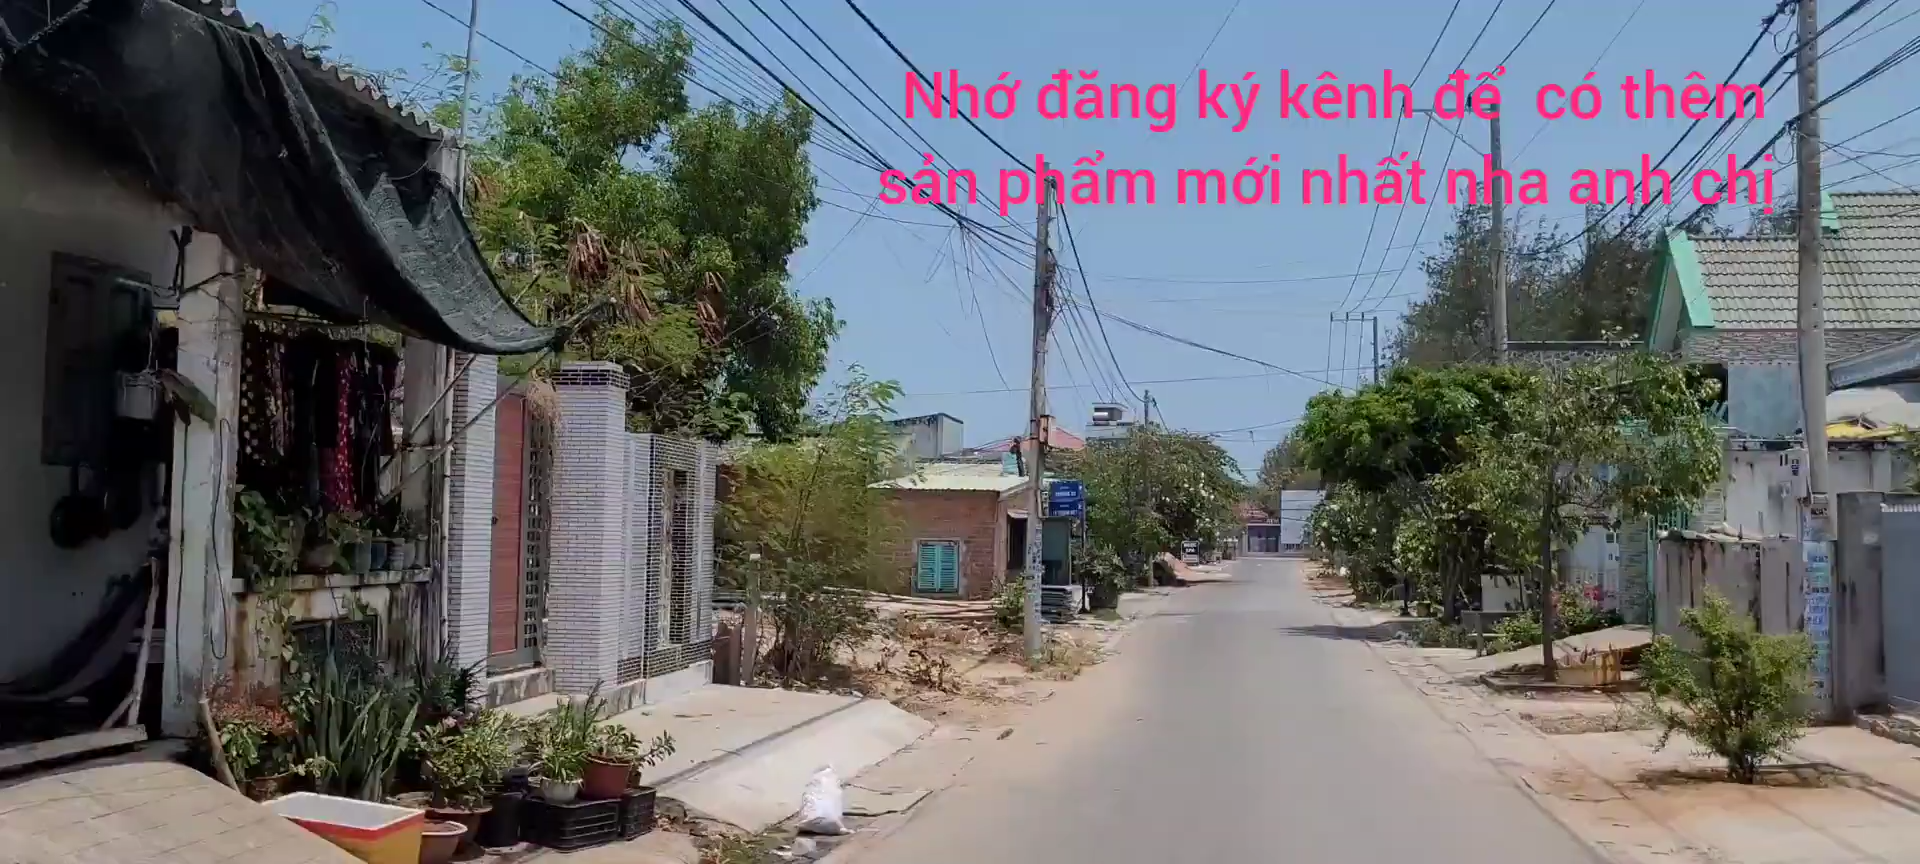 Nhớ đăng ký kênh để có thêm
sản phẩm mới nhất nha anh chị